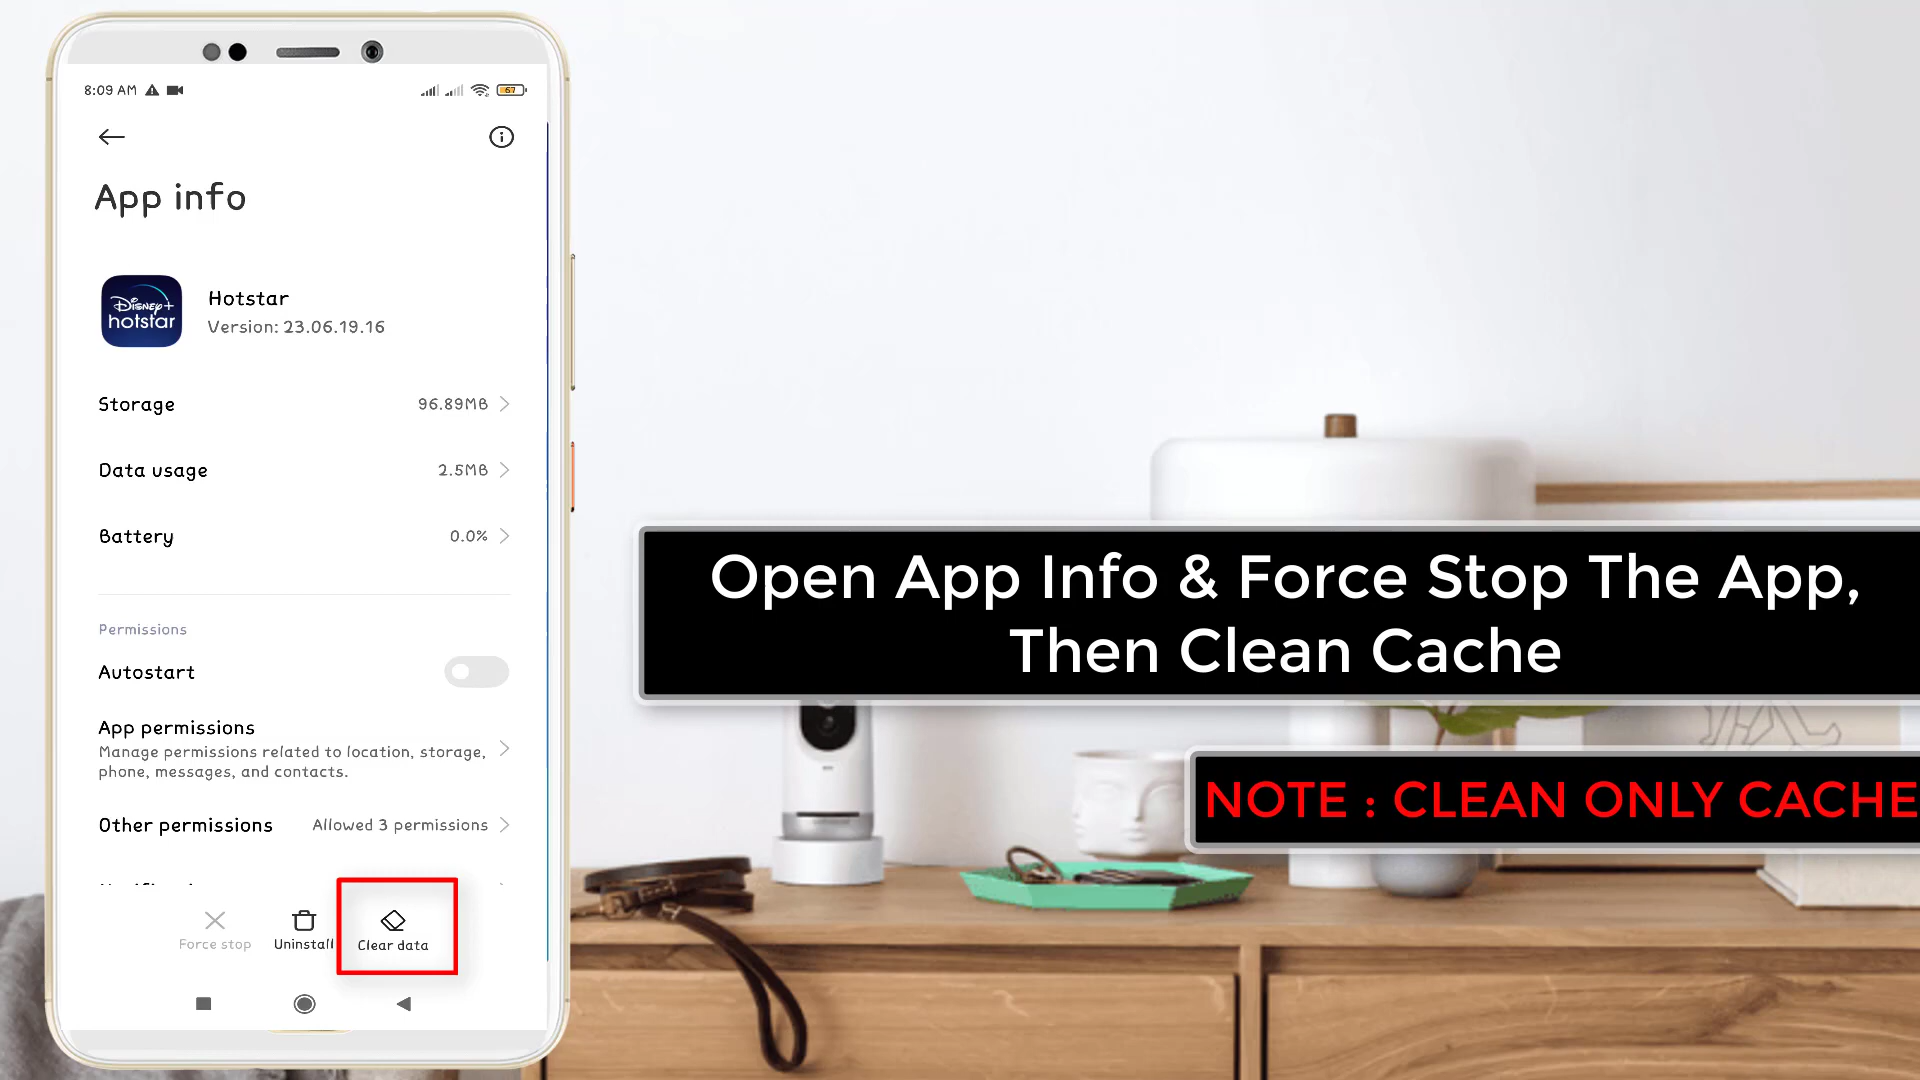 8:09 AM
67
App info
Disney+
hotstar
Hotstar
Version: 23.06.19.16
Storage 96.89MB
Data usage 2.5MB
Battery 0.0%
Permissions
Autostart
App permissions
Manage permissions related to location, storage,
phone, messages, and contacts.
Other permissions Allowed 3 permissions
Force stop Uninstall Clear data
Open App Info & Force Stop The App,
Then Clean Cache
NOTE : CLEAN ONLY CACHE